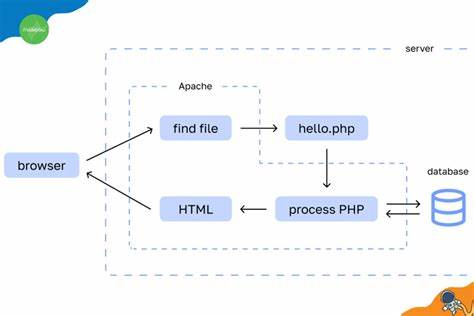 server
Apache
find file
hello.php
browser
database
HTML
process PHP